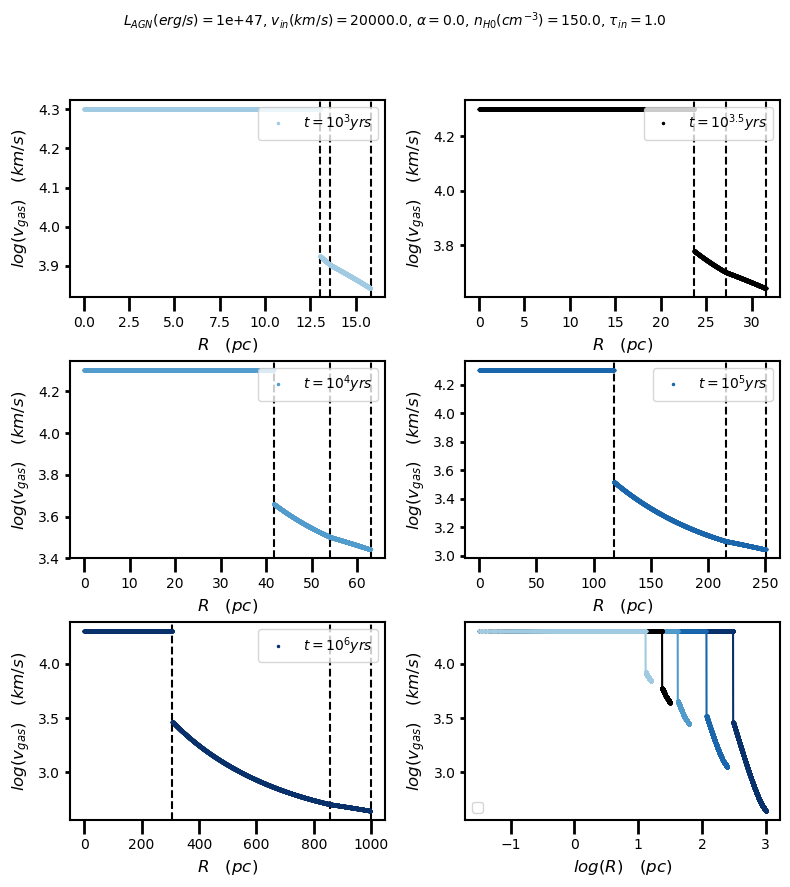 L_AGN(erg/s) = 1e+47, v_in(km/s) = 20000.0, α = 0.0, n_H0(cm^−3) = 150.0, τ_in = 1.0
4.3
4.2
4.1
4.0
3.9
log(v_gas) (km/s)
t = 10^3 yrs
0.0 2.5 5.0 7.5 10.0 12.5 15.0
R (pc)
4.2
4.0
3.8
log(v_gas) (km/s)
t = 10^3.5 yrs
0 5 10 15 20 25 30
R (pc)
4.2
4.0
3.8
3.6
3.4
log(v_gas) (km/s)
t = 10^4 yrs
0 10 20 30 40 50 60
R (pc)
4.2
4.0
3.8
3.6
3.4
3.2
3.0
log(v_gas) (km/s)
t = 10^5 yrs
0 50 100 150 200 250
R (pc)
4.0
3.5
3.0
log(v_gas) (km/s)
t = 10^6 yrs
0 200 400 600 800 1000
R (pc)
4.0
3.5
3.0
log(v_gas) (km/s)
−1 0 1 2 3
log(R) (pc)